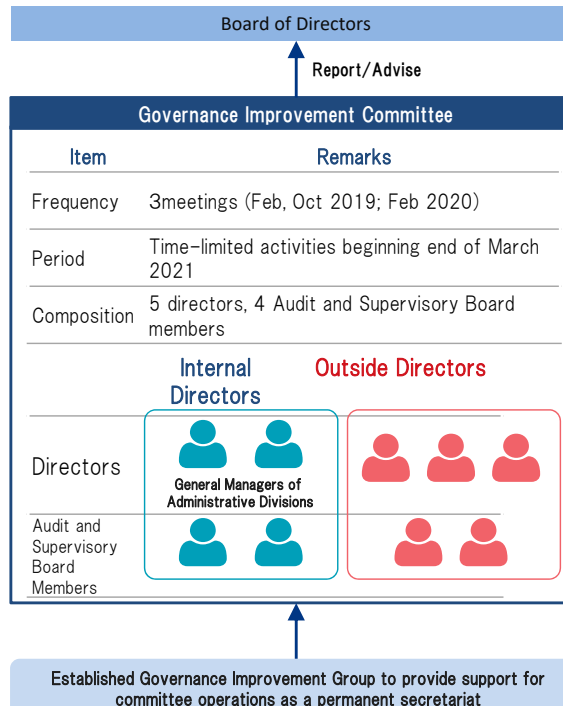 Board of Directors
Report/Advise
Governance Improvement Committee
Item Remarks
Frequency 3meetings (Feb, Oct 2019; Feb 2020)
Period Time-limited activities beginning end of March
2021
Composition 5 directors, 4 Audit and Supervisory Board
members
Internal
Directors
Outside Directors
Directors
General Managers of
Administrative Divisions
Audit and
Supervisory
Board
Members
Established Governance Improvement Group to provide support for
committee operations as a permanent secretariat